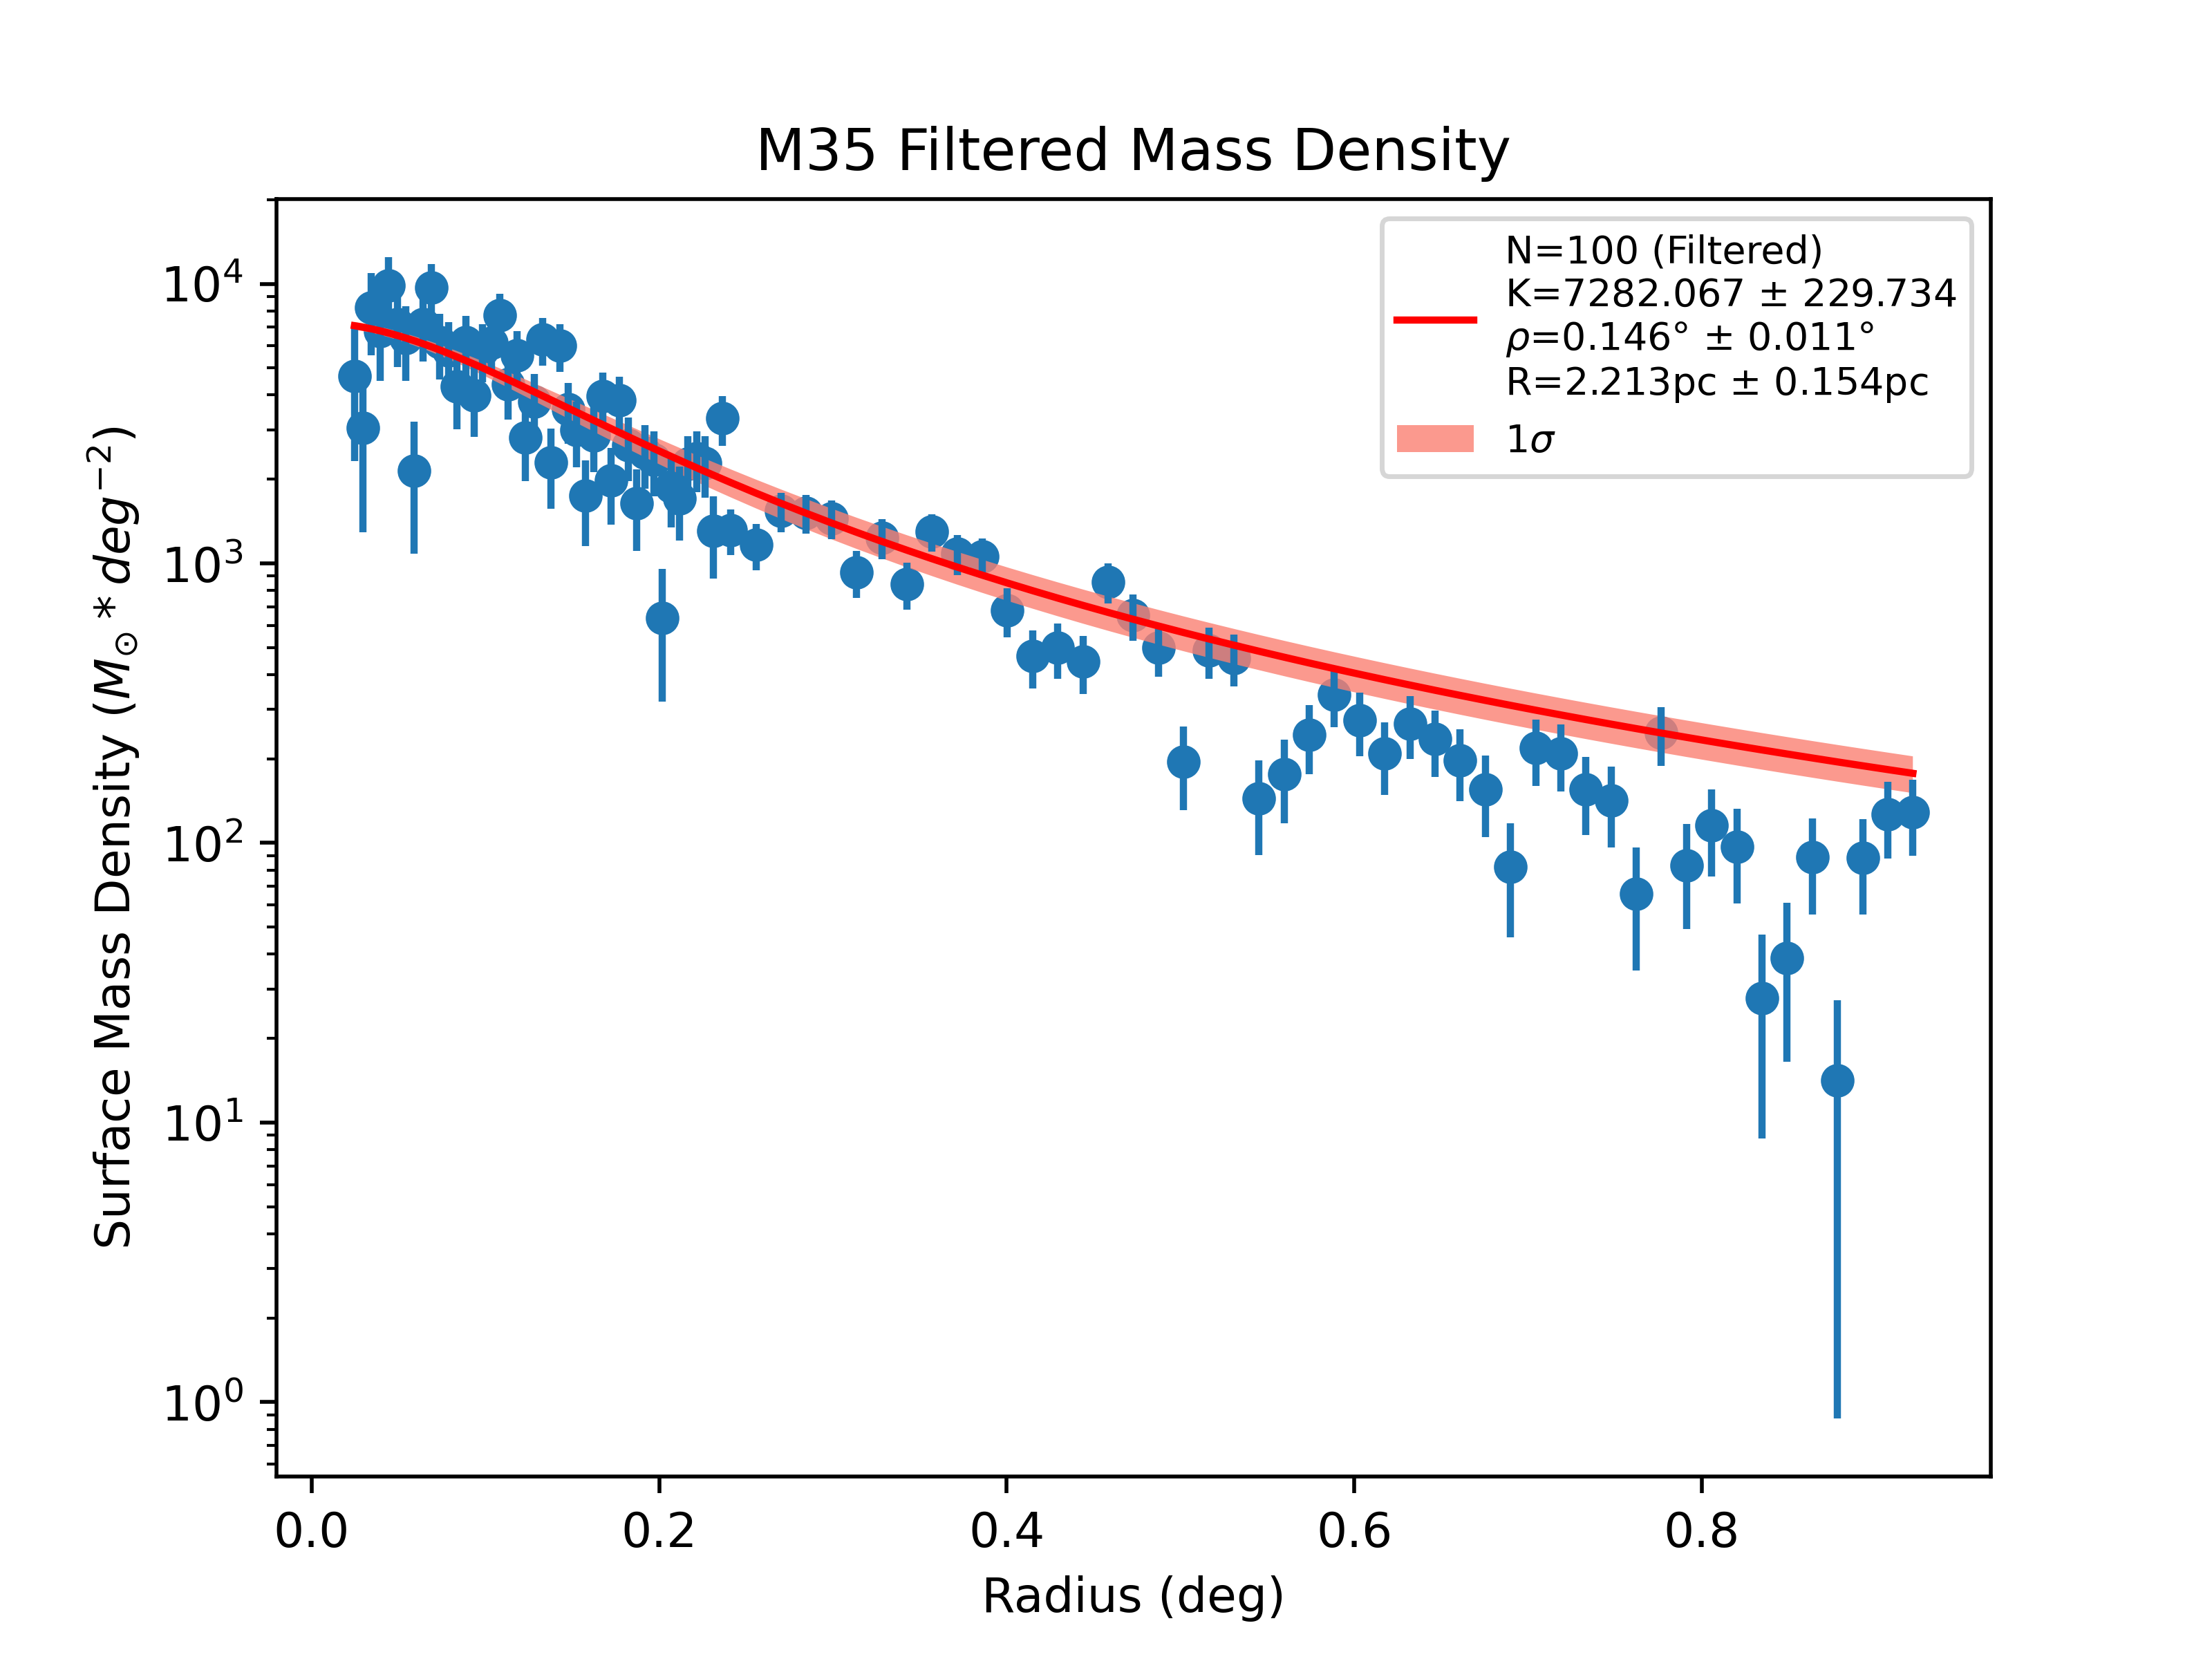 M35 Filtered Mass Density
N=100 (Filtered)
K=7282.067 ± 229.734
ρ=0.146° ± 0.011°
R=2.213pc ± 0.154pc
1σ
Surface Mass Density (M☉ * deg⁻²)
10⁴
10³
10²
10¹
10⁰
0.0 0.2 0.4 0.6 0.8
Radius (deg)